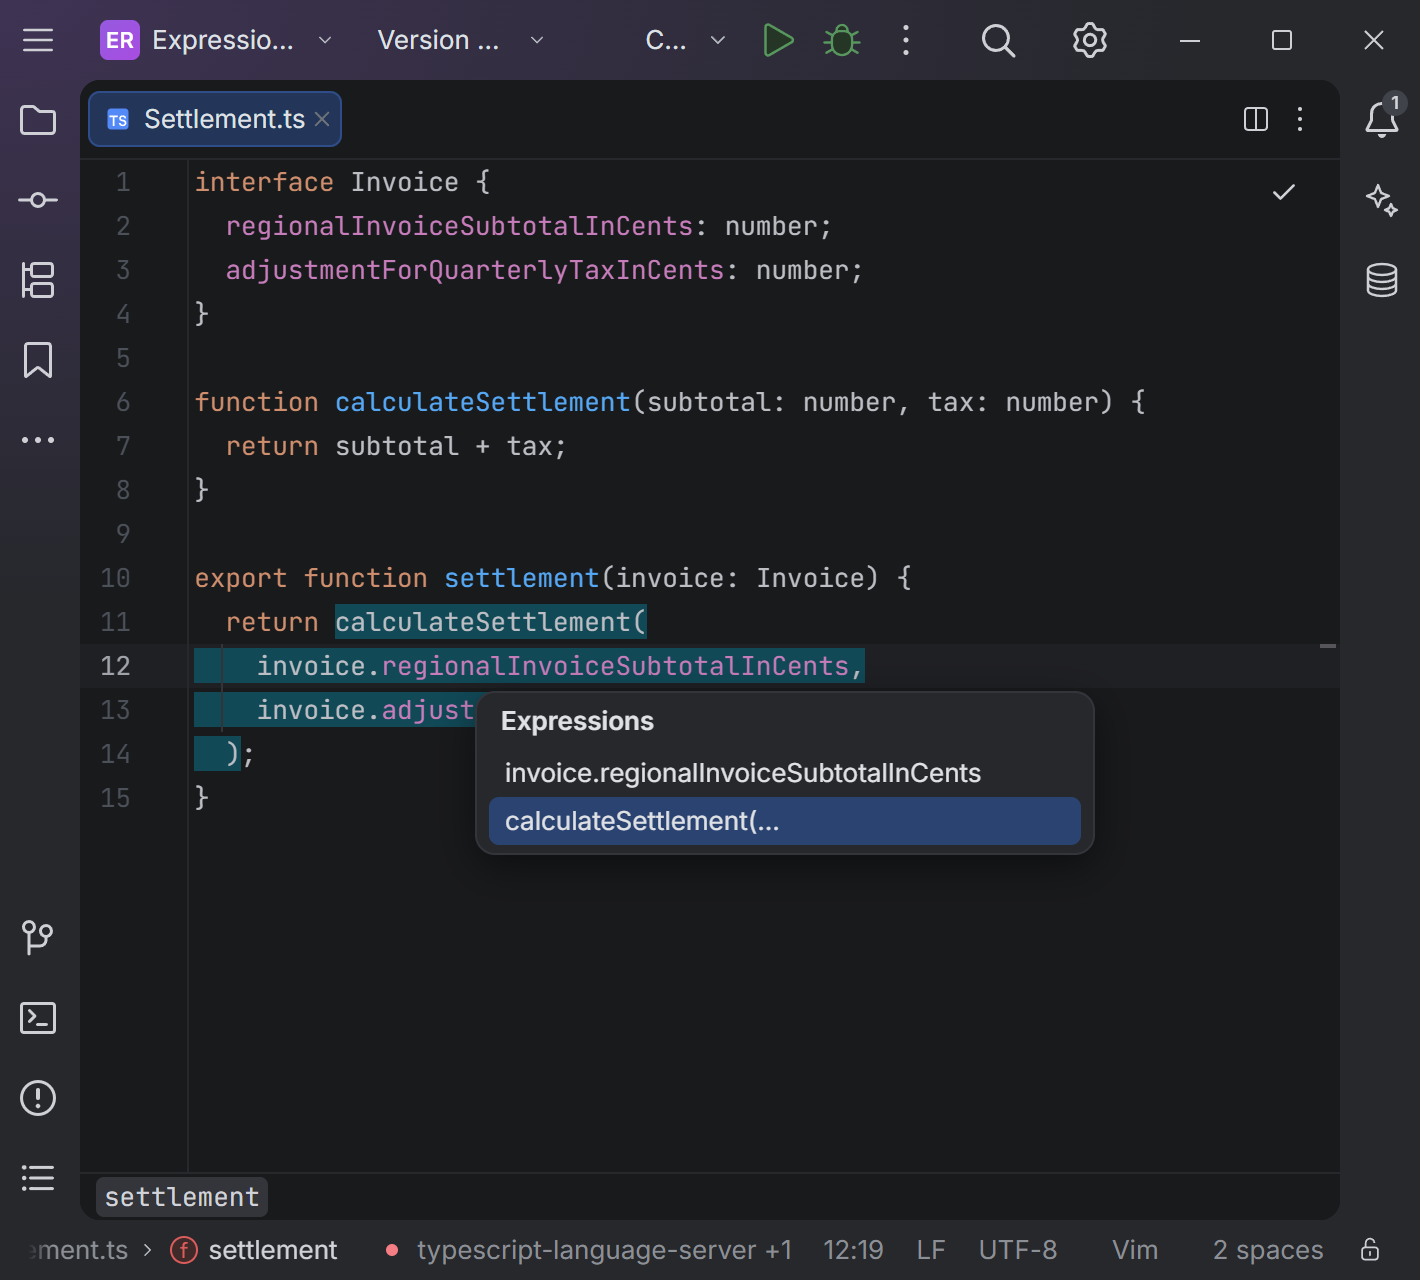 ER Expressio... Version ... C...
TS Settlement.ts
1
1 interface Invoice {
2 regionalInvoiceSubtotalInCents: number;
3 adjustmentForQuarterlyTaxInCents: number;
4 }
5
6 function calculateSettlement(subtotal: number, tax: number) {
7 return subtotal + tax;
8 }
9
10 export function settlement(invoice: Invoice) {
11 return calculateSettlement(
12 invoice.regionalInvoiceSubtotalInCents,
13 invoice.adjust
14 );
15 }
Expressions
invoice.regionalInvoiceSubtotalInCents
calculateSettlement(...
settlement
ement.ts › f settlement typescript-language-server +1 12:19 LF UTF-8 Vim 2 spaces